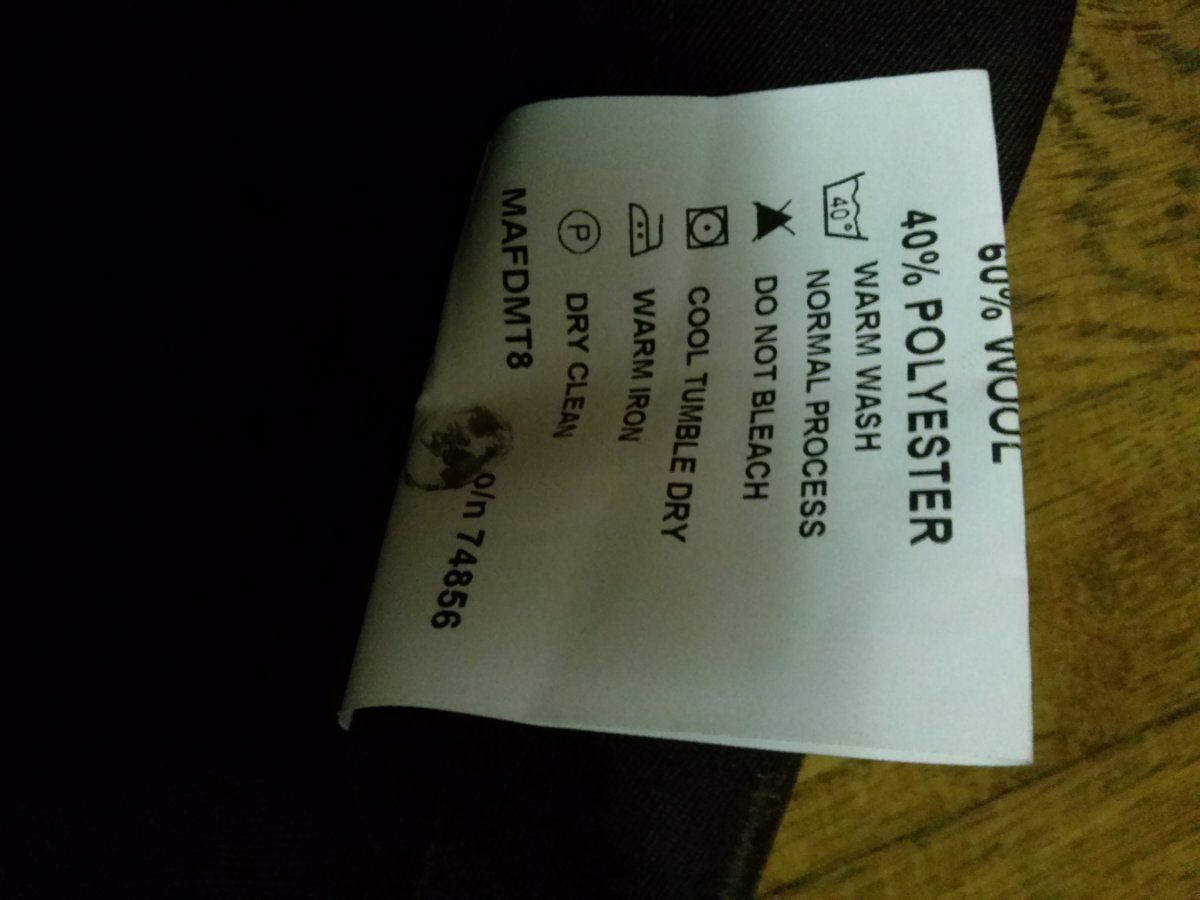 60% WOOL
40% POLYESTER
40° WARM WASH
NORMAL PROCESS
DO NOT BLEACH
COOL TUMBLE DRY
WARM IRON
P DRY CLEAN
MAFDMT8
o/n 74856